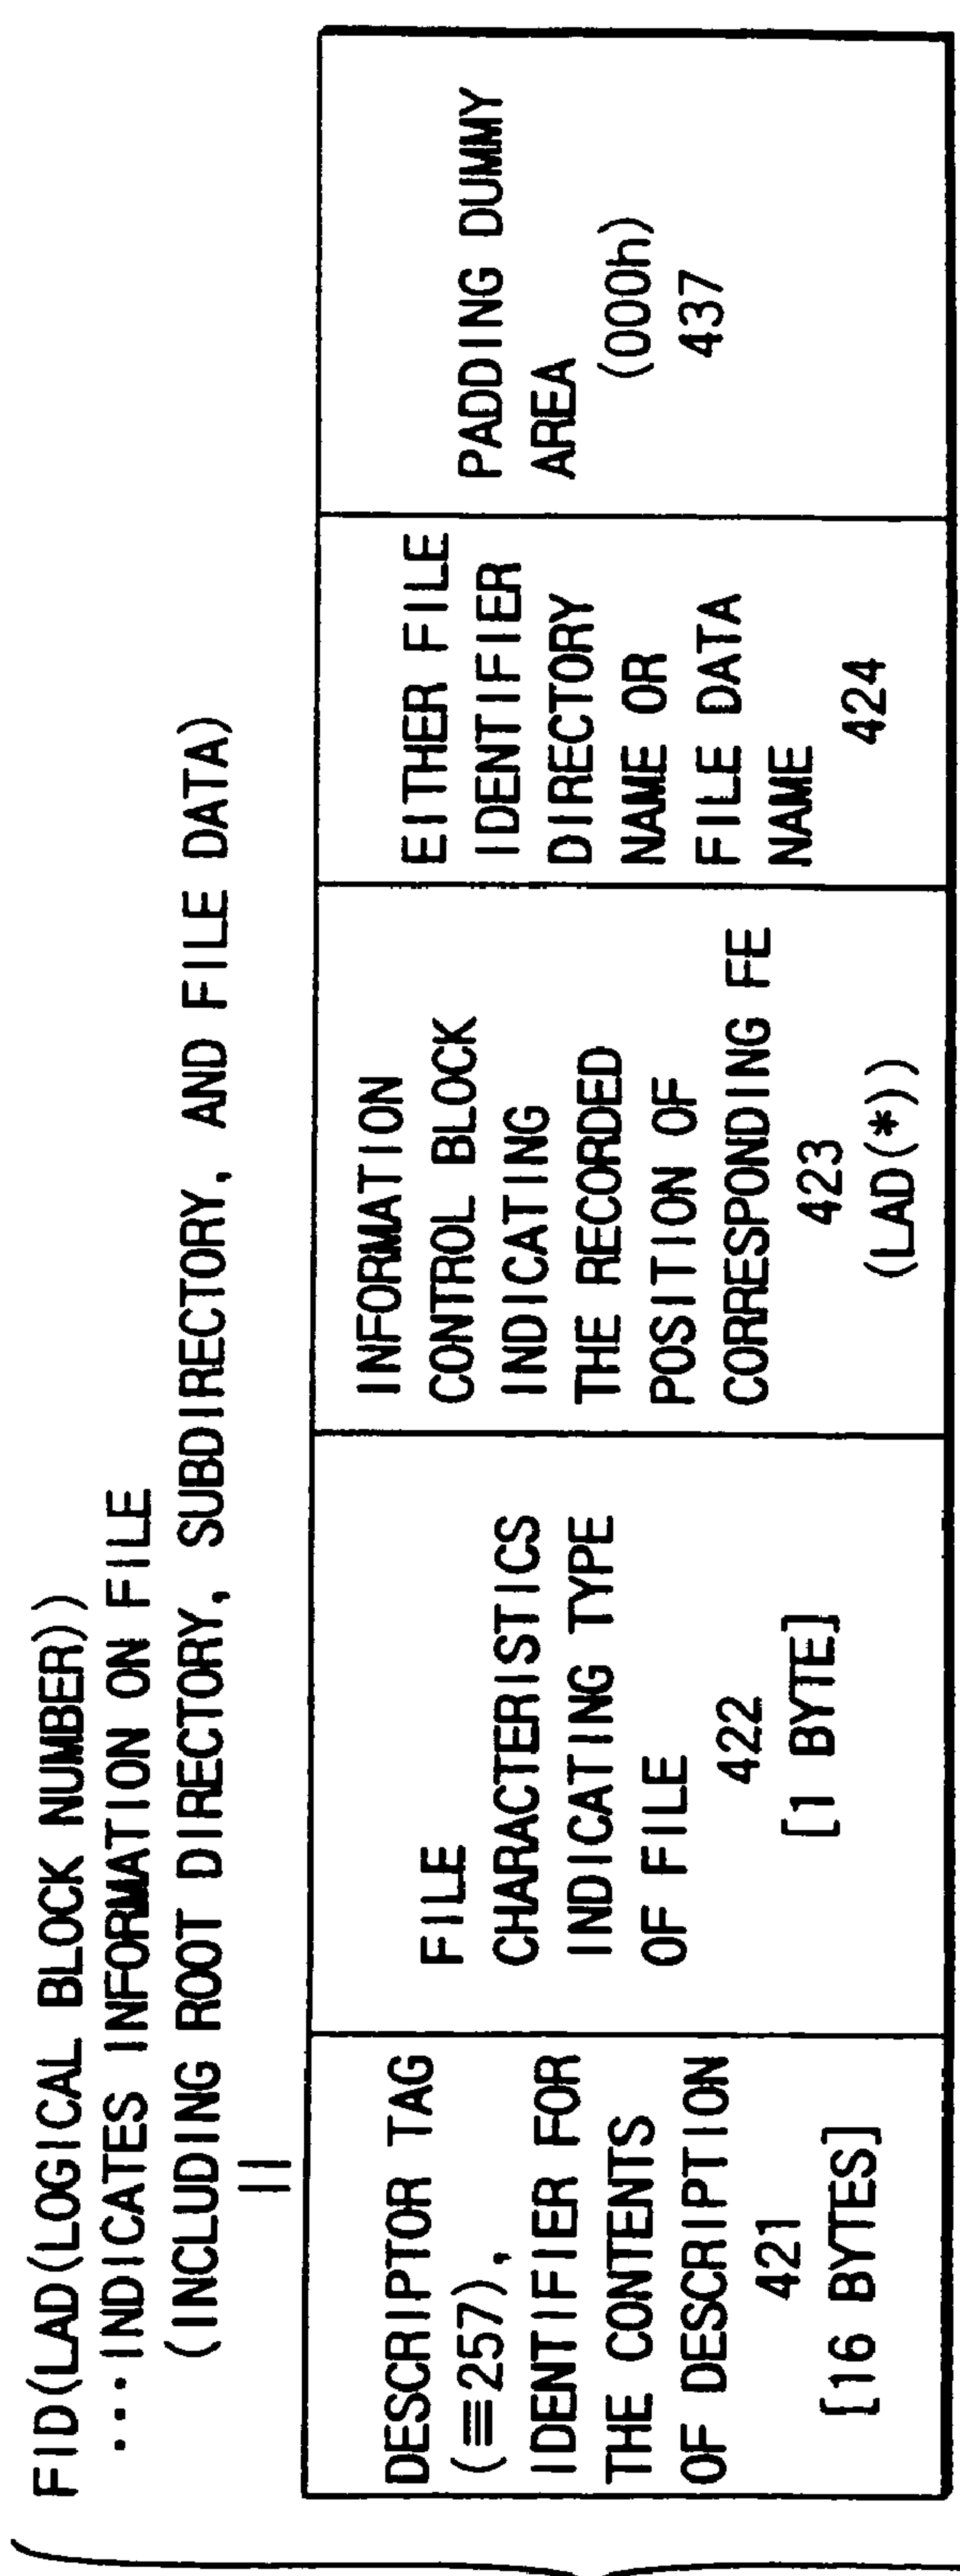 FID(LAD(LOGICAL BLOCK NUMBER))
···INDICATES INFORMATION ON FILE
(INCLUDING ROOT DIRECTORY, SUBDIRECTORY, AND FILE DATA)
||
DESCRIPTOR TAG
(≡257),
IDENTIFIER FOR
THE CONTENTS
OF DESCRIPTION
421
[16 BYTES]
FILE
CHARACTERISTICS
INDICATING TYPE
OF FILE
422
[1 BYTE]
INFORMATION
CONTROL BLOCK
INDICATING
THE RECORDED
POSITION OF
CORRESPONDING FE
423
(LAD(*))
EITHER FILE
IDENTIFIER
DIRECTORY
NAME OR
FILE DATA
NAME
424
PADDING DUMMY
AREA
(000h)
437